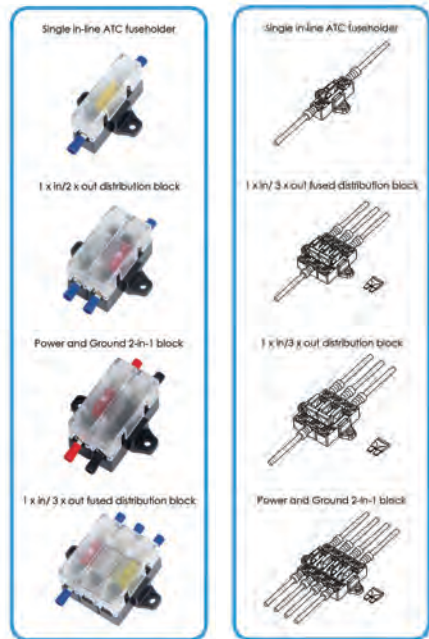 Single in-line ATC fuseholder
1 x in/2 x out distribution block
Power and Ground 2-in-1 block
1 x in/ 3 x out fused distribution block
Single in-line ATC fuseholder
1 x in/ 3 x out fused distribution block
1 x in/3 x out distribution block
Power and Ground 2-in-1 block